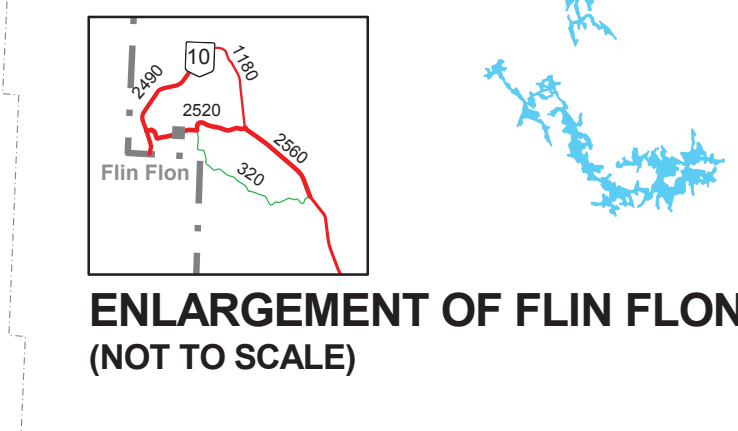 10
1180
2490
2520
2560
320
Flin Flon
ENLARGEMENT OF FLIN FLON
(NOT TO SCALE)